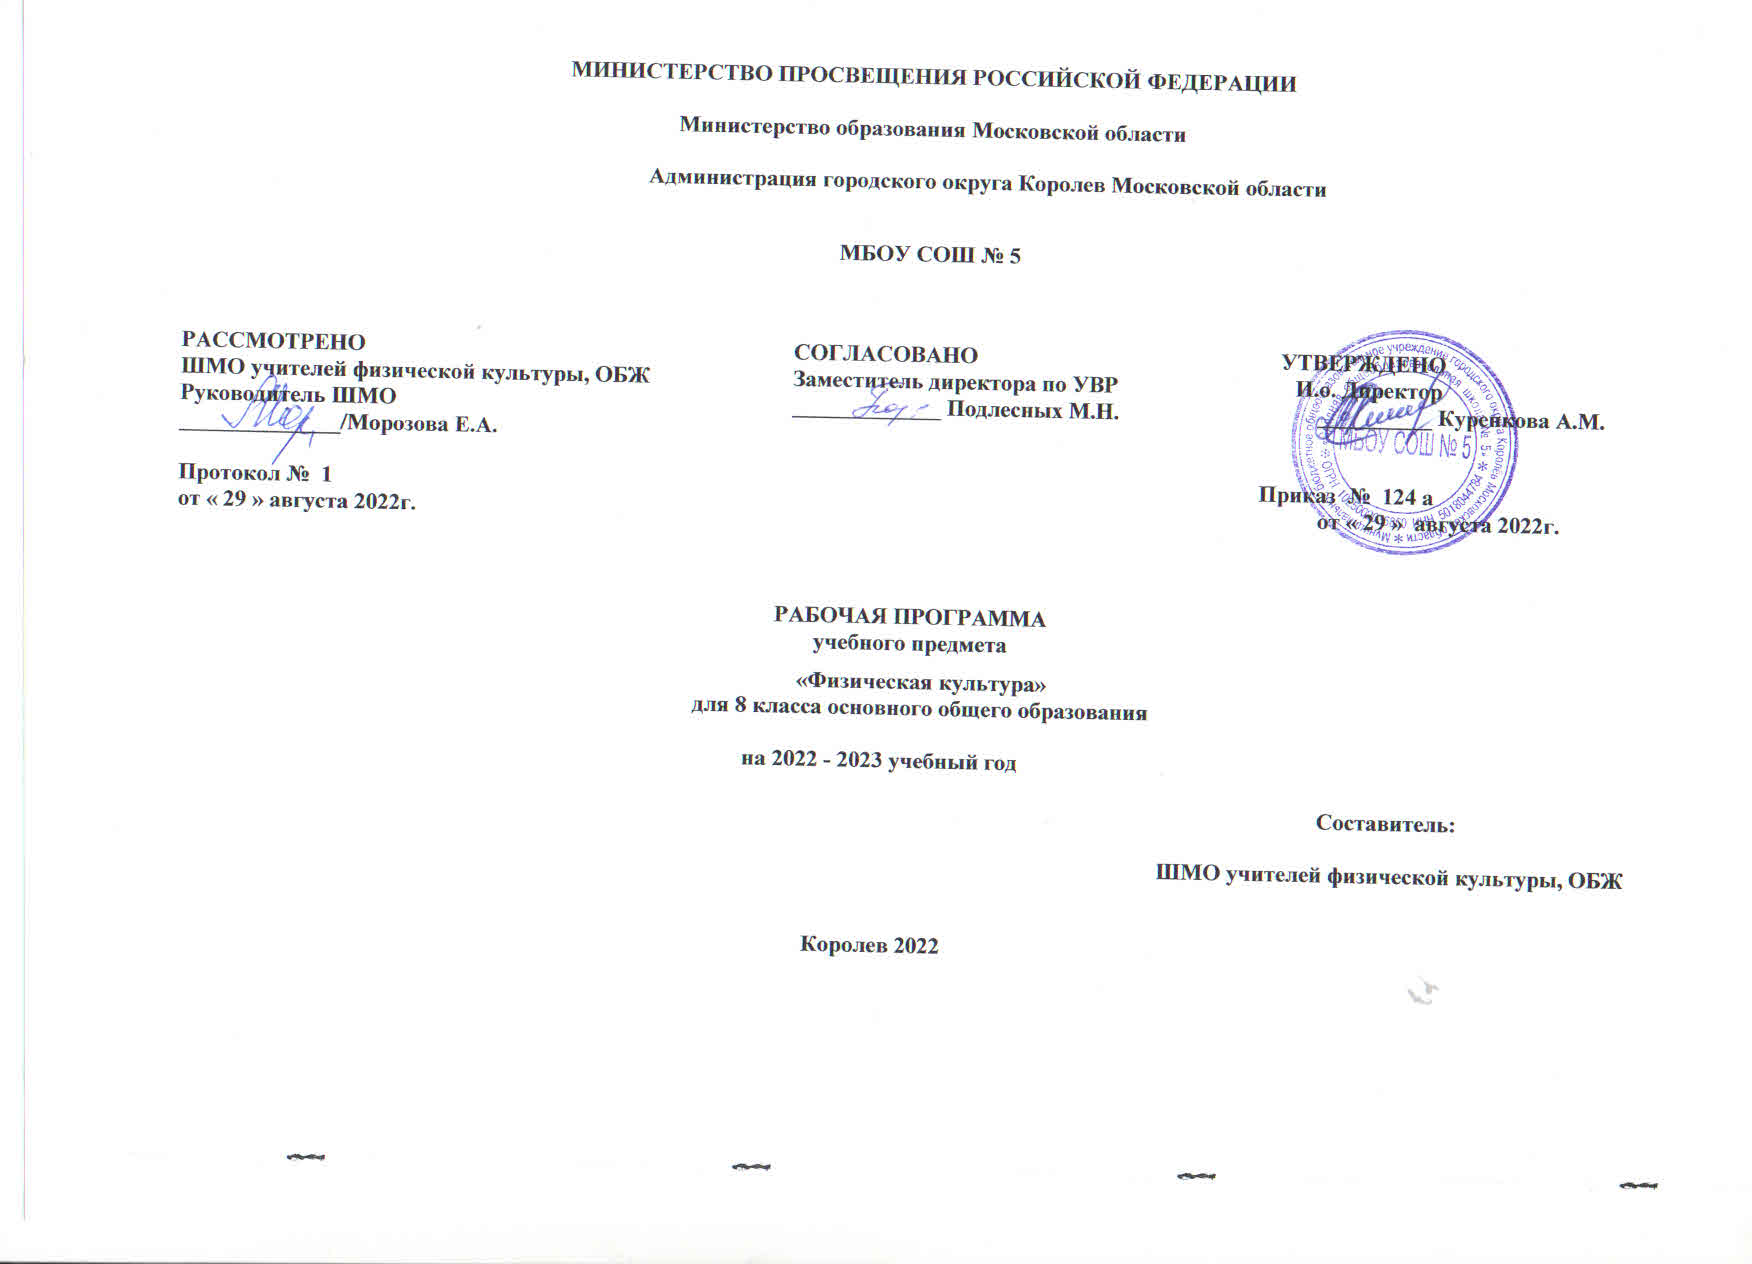 МИНИСТЕРСТВО ПРОСВЕЩЕНИЯ РОССИЙСКОЙ ФЕДЕРАЦИИ
Министерство образования Московской области
Администрация городского округа Королев Московской области
МБОУ СОШ № 5
РАССМОТРЕНО
ШМО учителей физической культуры, ОБЖ
Руководитель ШМО
/Морозова Е.А.
Протокол № 1
от « 29 » августа 2022г.
СОГЛАСОВАНО
Заместитель директора по УВР
Подлесных М.Н.
УТВЕРЖДЕНО
И.о. Директор
Куренкова А.М.
МБОУ СОШ № 5
Приказ № 124 а
от « 29 » августа 2022г.
РАБОЧАЯ ПРОГРАММА
учебного предмета
«Физическая культура»
для 8 класса основного общего образования
на 2022 - 2023 учебный год
Составитель:
ШМО учителей физической культуры, ОБЖ
Королев 2022